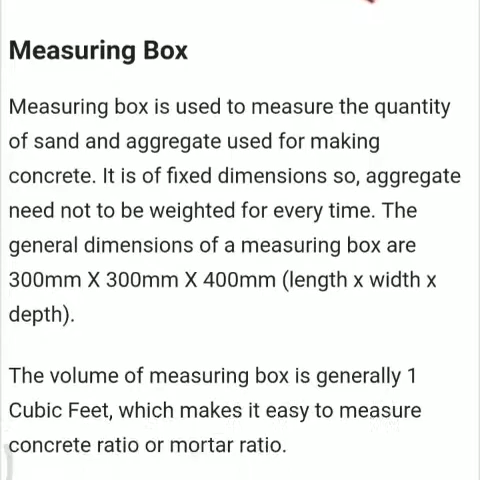 Measuring Box
Measuring box is used to measure the quantity
of sand and aggregate used for making
concrete. It is of fixed dimensions so, aggregate
need not to be weighted for every time. The
general dimensions of a measuring box are
300mm X 300mm X 400mm (length x width x
depth).
The volume of measuring box is generally 1
Cubic Feet, which makes it easy to measure
concrete ratio or mortar ratio.